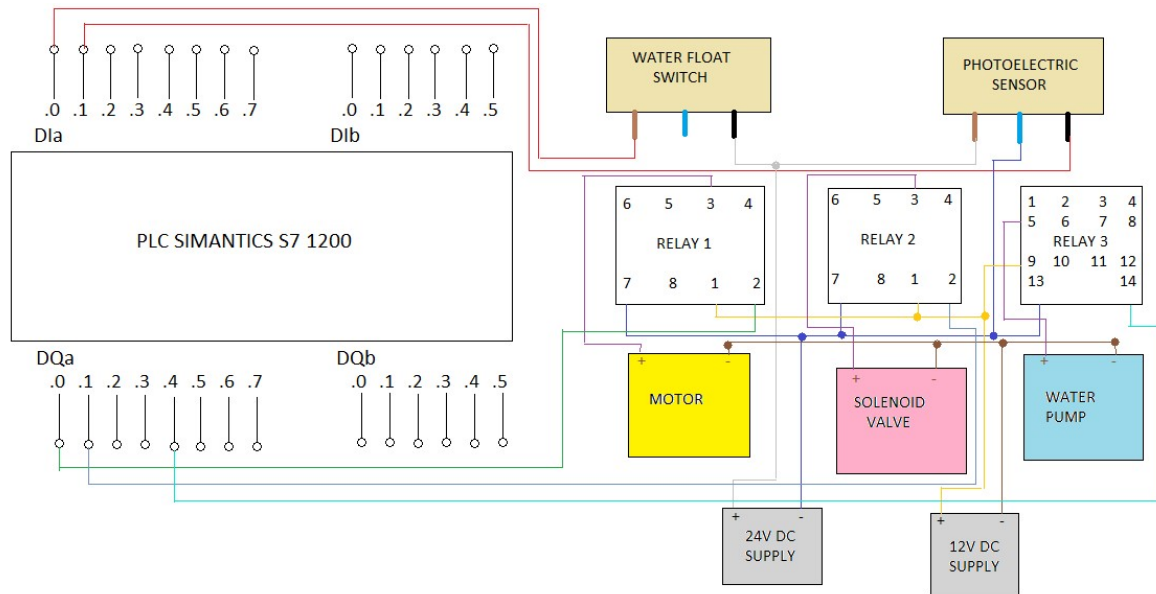 .0 .1 .2 .3 .4 .5 .6 .7
DIa
.0 .1 .2 .3 .4 .5
DIb
PLC SIMANTICS S7 1200
DQa
.0 .1 .2 .3 .4 .5 .6 .7
DQb
.0 .1 .2 .3 .4 .5
WATER FLOAT
SWITCH
PHOTOELECTRIC
SENSOR
6 5 3 4
RELAY 1
7 8 1 2
6 5 3 4
RELAY 2
7 8 1 2
1 2 3 4
5 6 7 8
RELAY 3
9 10 11 12
13 14
+ -
MOTOR
+ -
SOLENOID
VALVE
+ -
WATER
PUMP
+ -
24V DC
SUPPLY
+ -
12V DC
SUPPLY